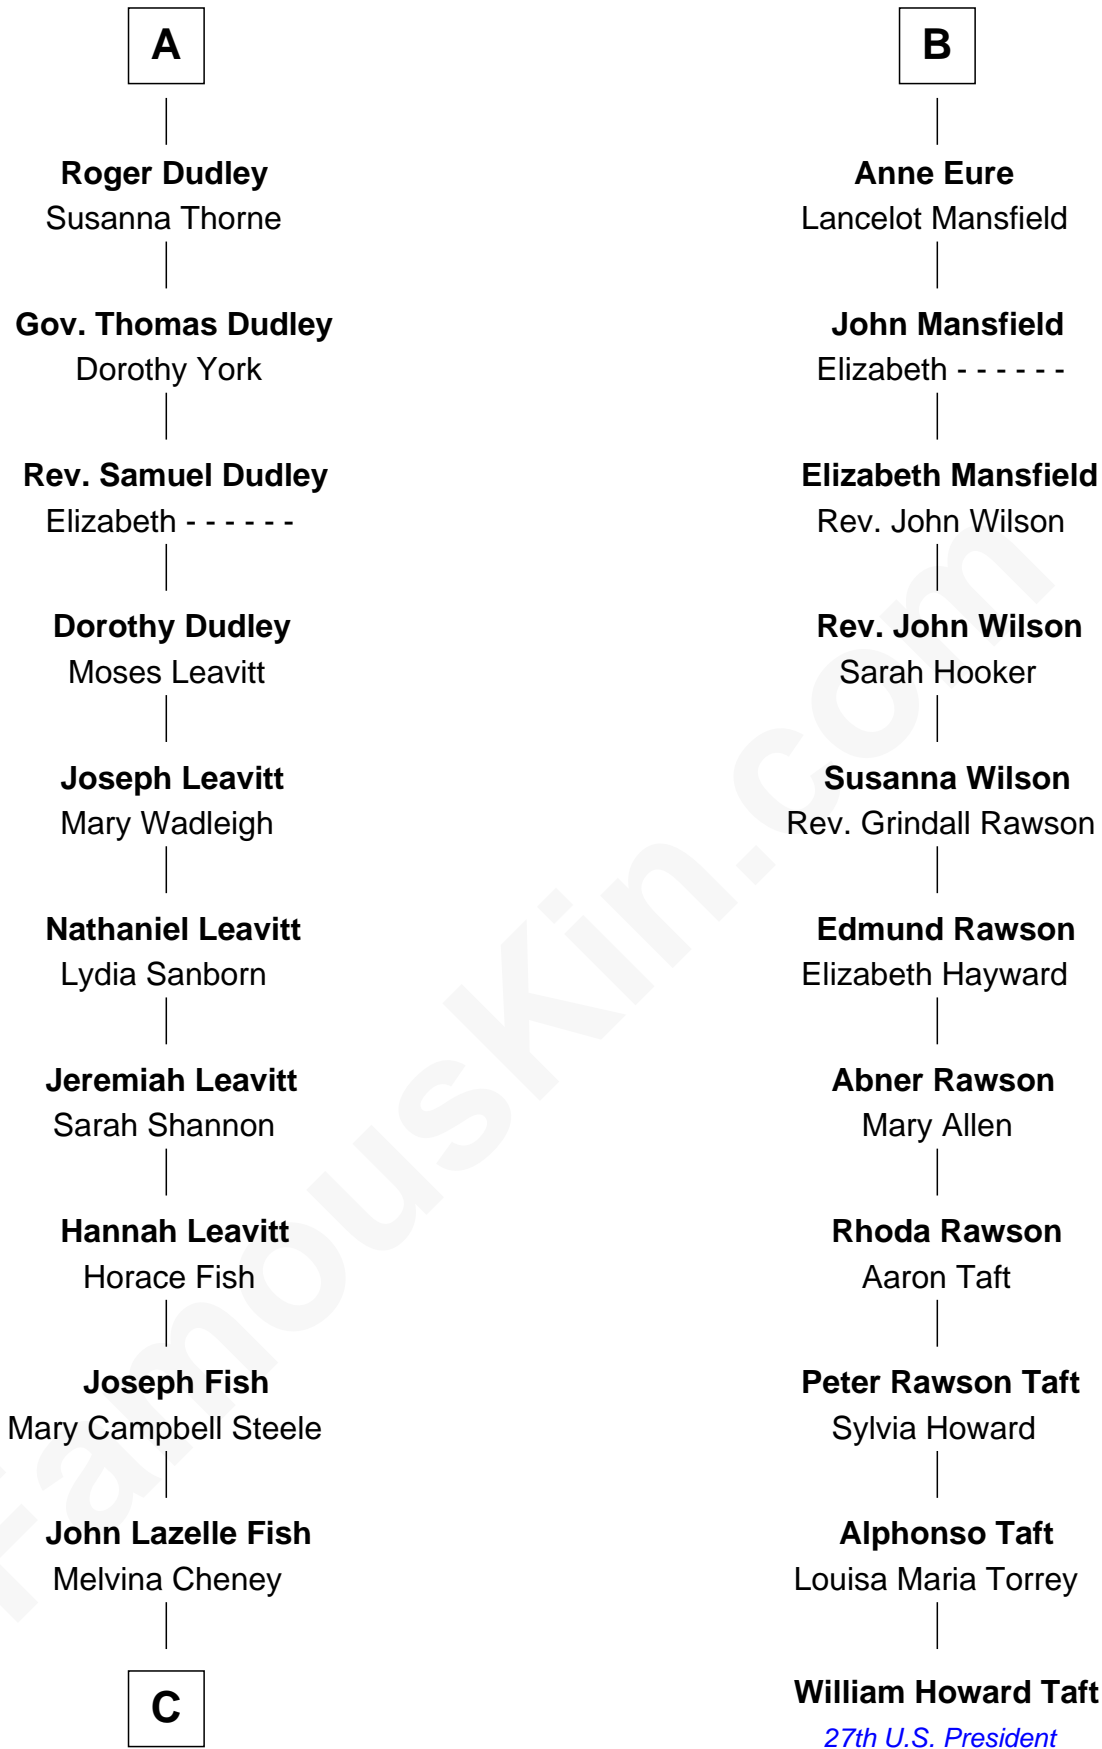 A
Roger Dudley
Susanna Thorne
Gov. Thomas Dudley
Dorothy York
Rev. Samuel Dudley
Elizabeth - - - - - -
Dorothy Dudley
Moses Leavitt
Joseph Leavitt
Mary Wadleigh
Nathaniel Leavitt
Lydia Sanborn
Jeremiah Leavitt
Sarah Shannon
Hannah Leavitt
Horace Fish
Joseph Fish
Mary Campbell Steele
John Lazelle Fish
Melvina Cheney
C
B
Anne Eure
Lancelot Mansfield
John Mansfield
Elizabeth - - - - - -
Elizabeth Mansfield
Rev. John Wilson
Rev. John Wilson
Sarah Hooker
Susanna Wilson
Rev. Grindall Rawson
Edmund Rawson
Elizabeth Hayward
Abner Rawson
Mary Allen
Rhoda Rawson
Aaron Taft
Peter Rawson Taft
Sylvia Howard
Alphonso Taft
Louisa Maria Torrey
William Howard Taft
27th U.S. President
FamousKin.com